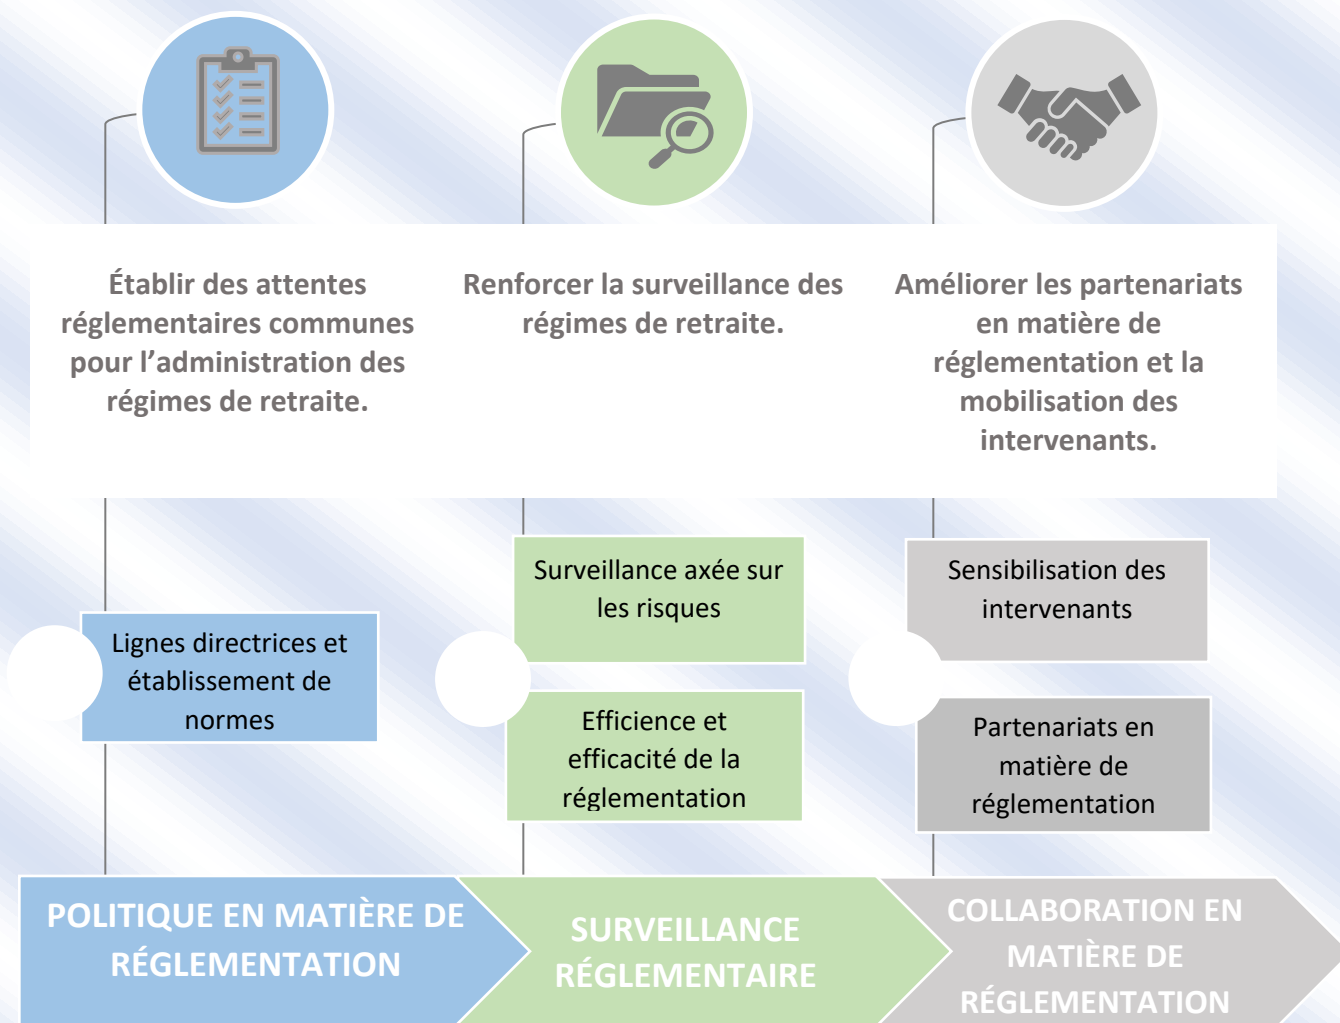 Établir des attentes
réglementaires communes
pour l’administration des
régimes de retraite.
Renforcer la surveillance des
régimes de retraite.
Améliorer les partenariats
en matière de
réglementation et la
mobilisation des
intervenants.
Lignes directrices et
établissement de
normes
Surveillance axée sur
les risques
Efficience et
efficacité de la
réglementation
Sensibilisation des
intervenants
Partenariats en
matière de
réglementation
POLITIQUE EN MATIÈRE DE
RÉGLEMENTATION
SURVEILLANCE
RÉGLEMENTAIRE
COLLABORATION EN
MATIÈRE DE
RÉGLEMENTATION